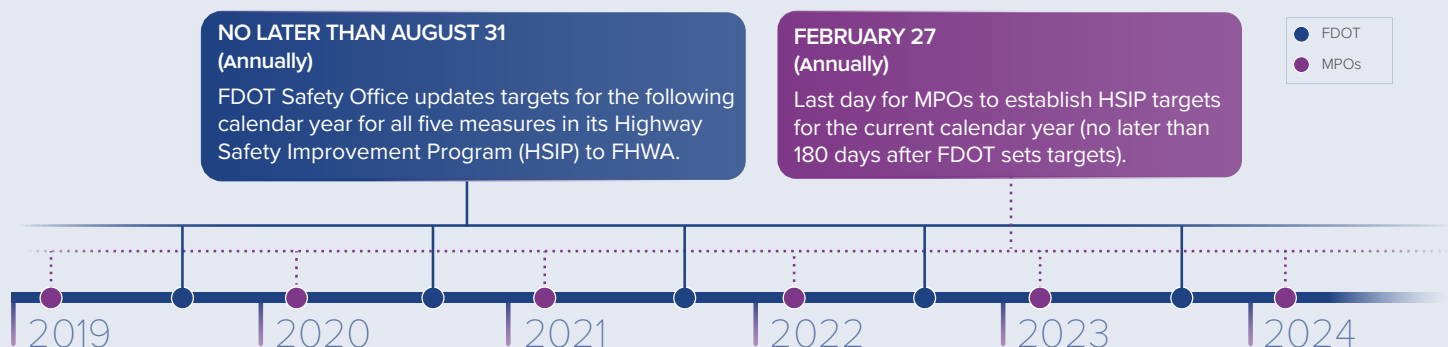 NO LATER THAN AUGUST 31
(Annually)
FDOT Safety Office updates targets for the following
calendar year for all five measures in its Highway
Safety Improvement Program (HSIP) to FHWA.
FEBRUARY 27
(Annually)
Last day for MPOs to establish HSIP targets
for the current calendar year (no later than
180 days after FDOT sets targets).
FDOT
MPOs
2019
2020
2021
2022
2023
2024